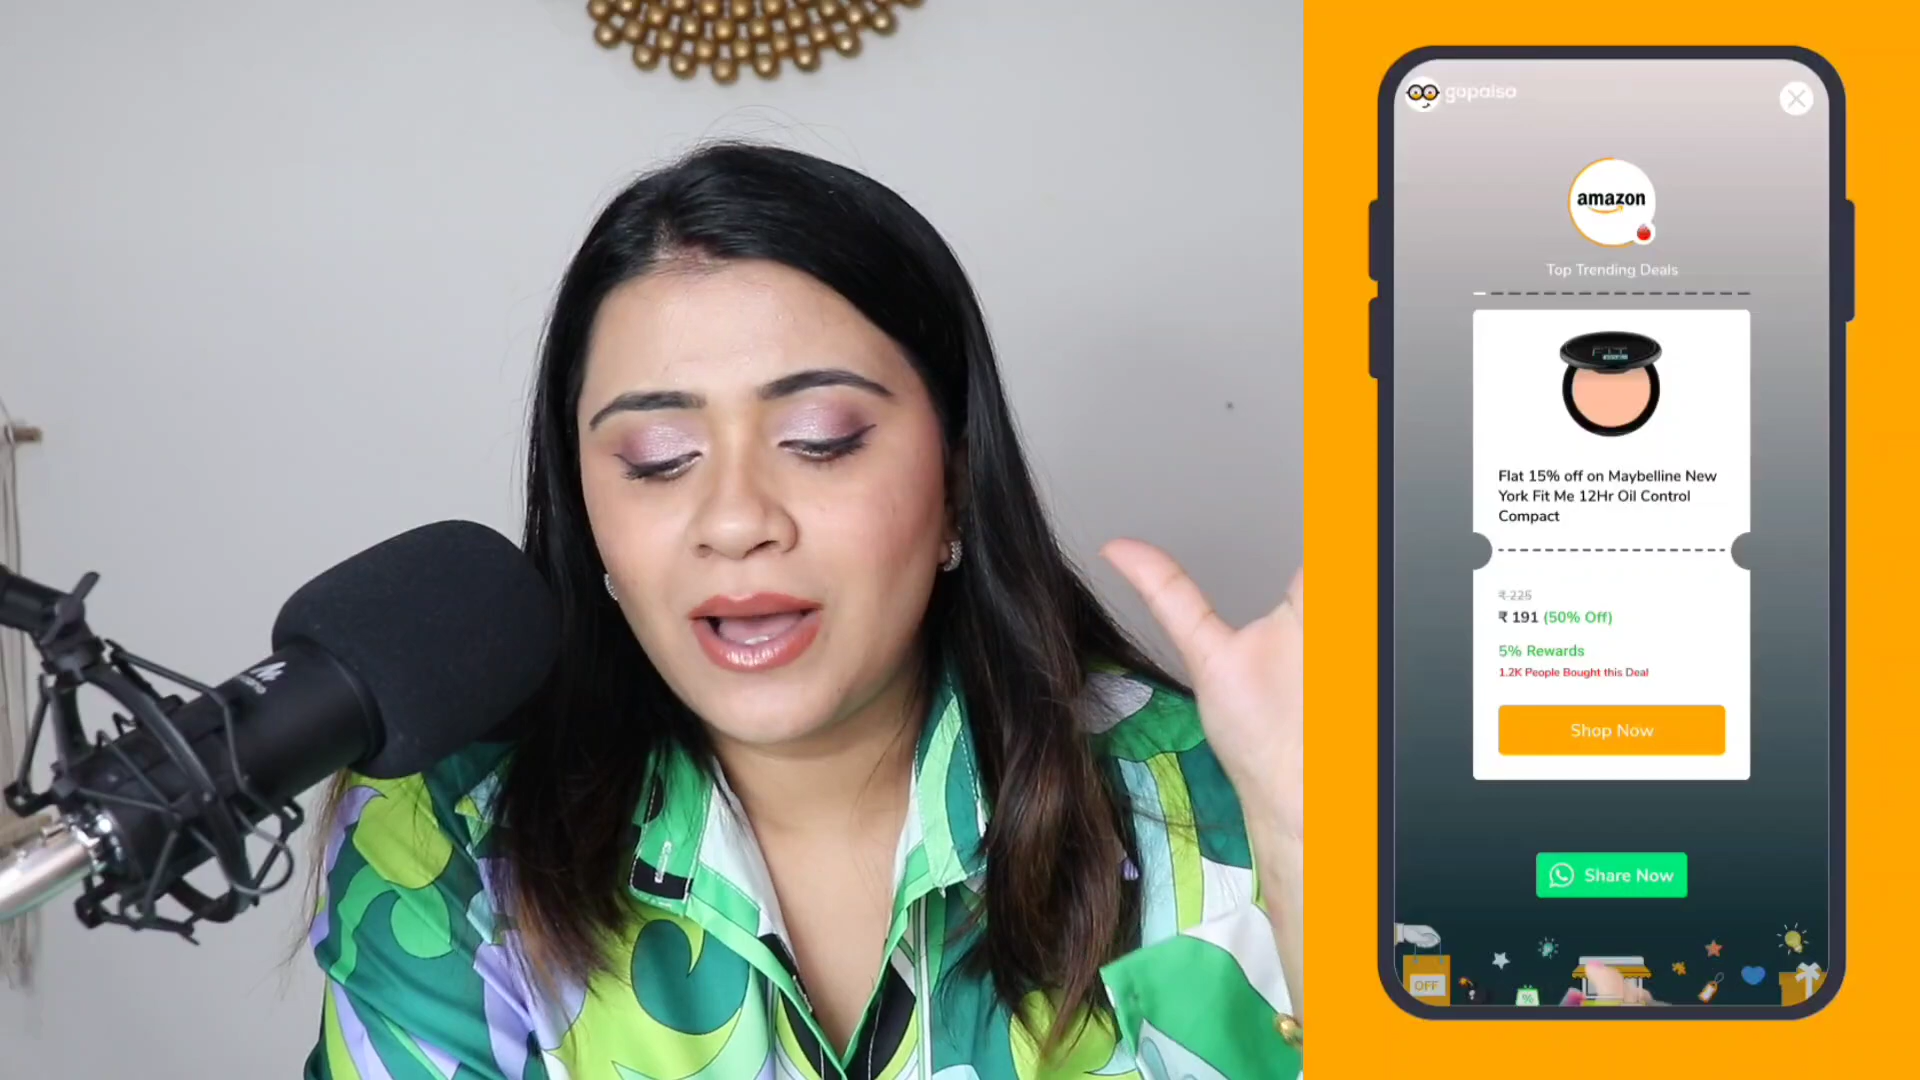 gopaisa
amazon
Top Trending Deals
FIT
Flat 15% off on Maybelline New
York Fit Me 12Hr Oil Control
Compact
₹ 225
₹ 191 (50% Off)
5% Rewards
1.2K People Bought this Deal
Shop Now
Share Now
OFF
%